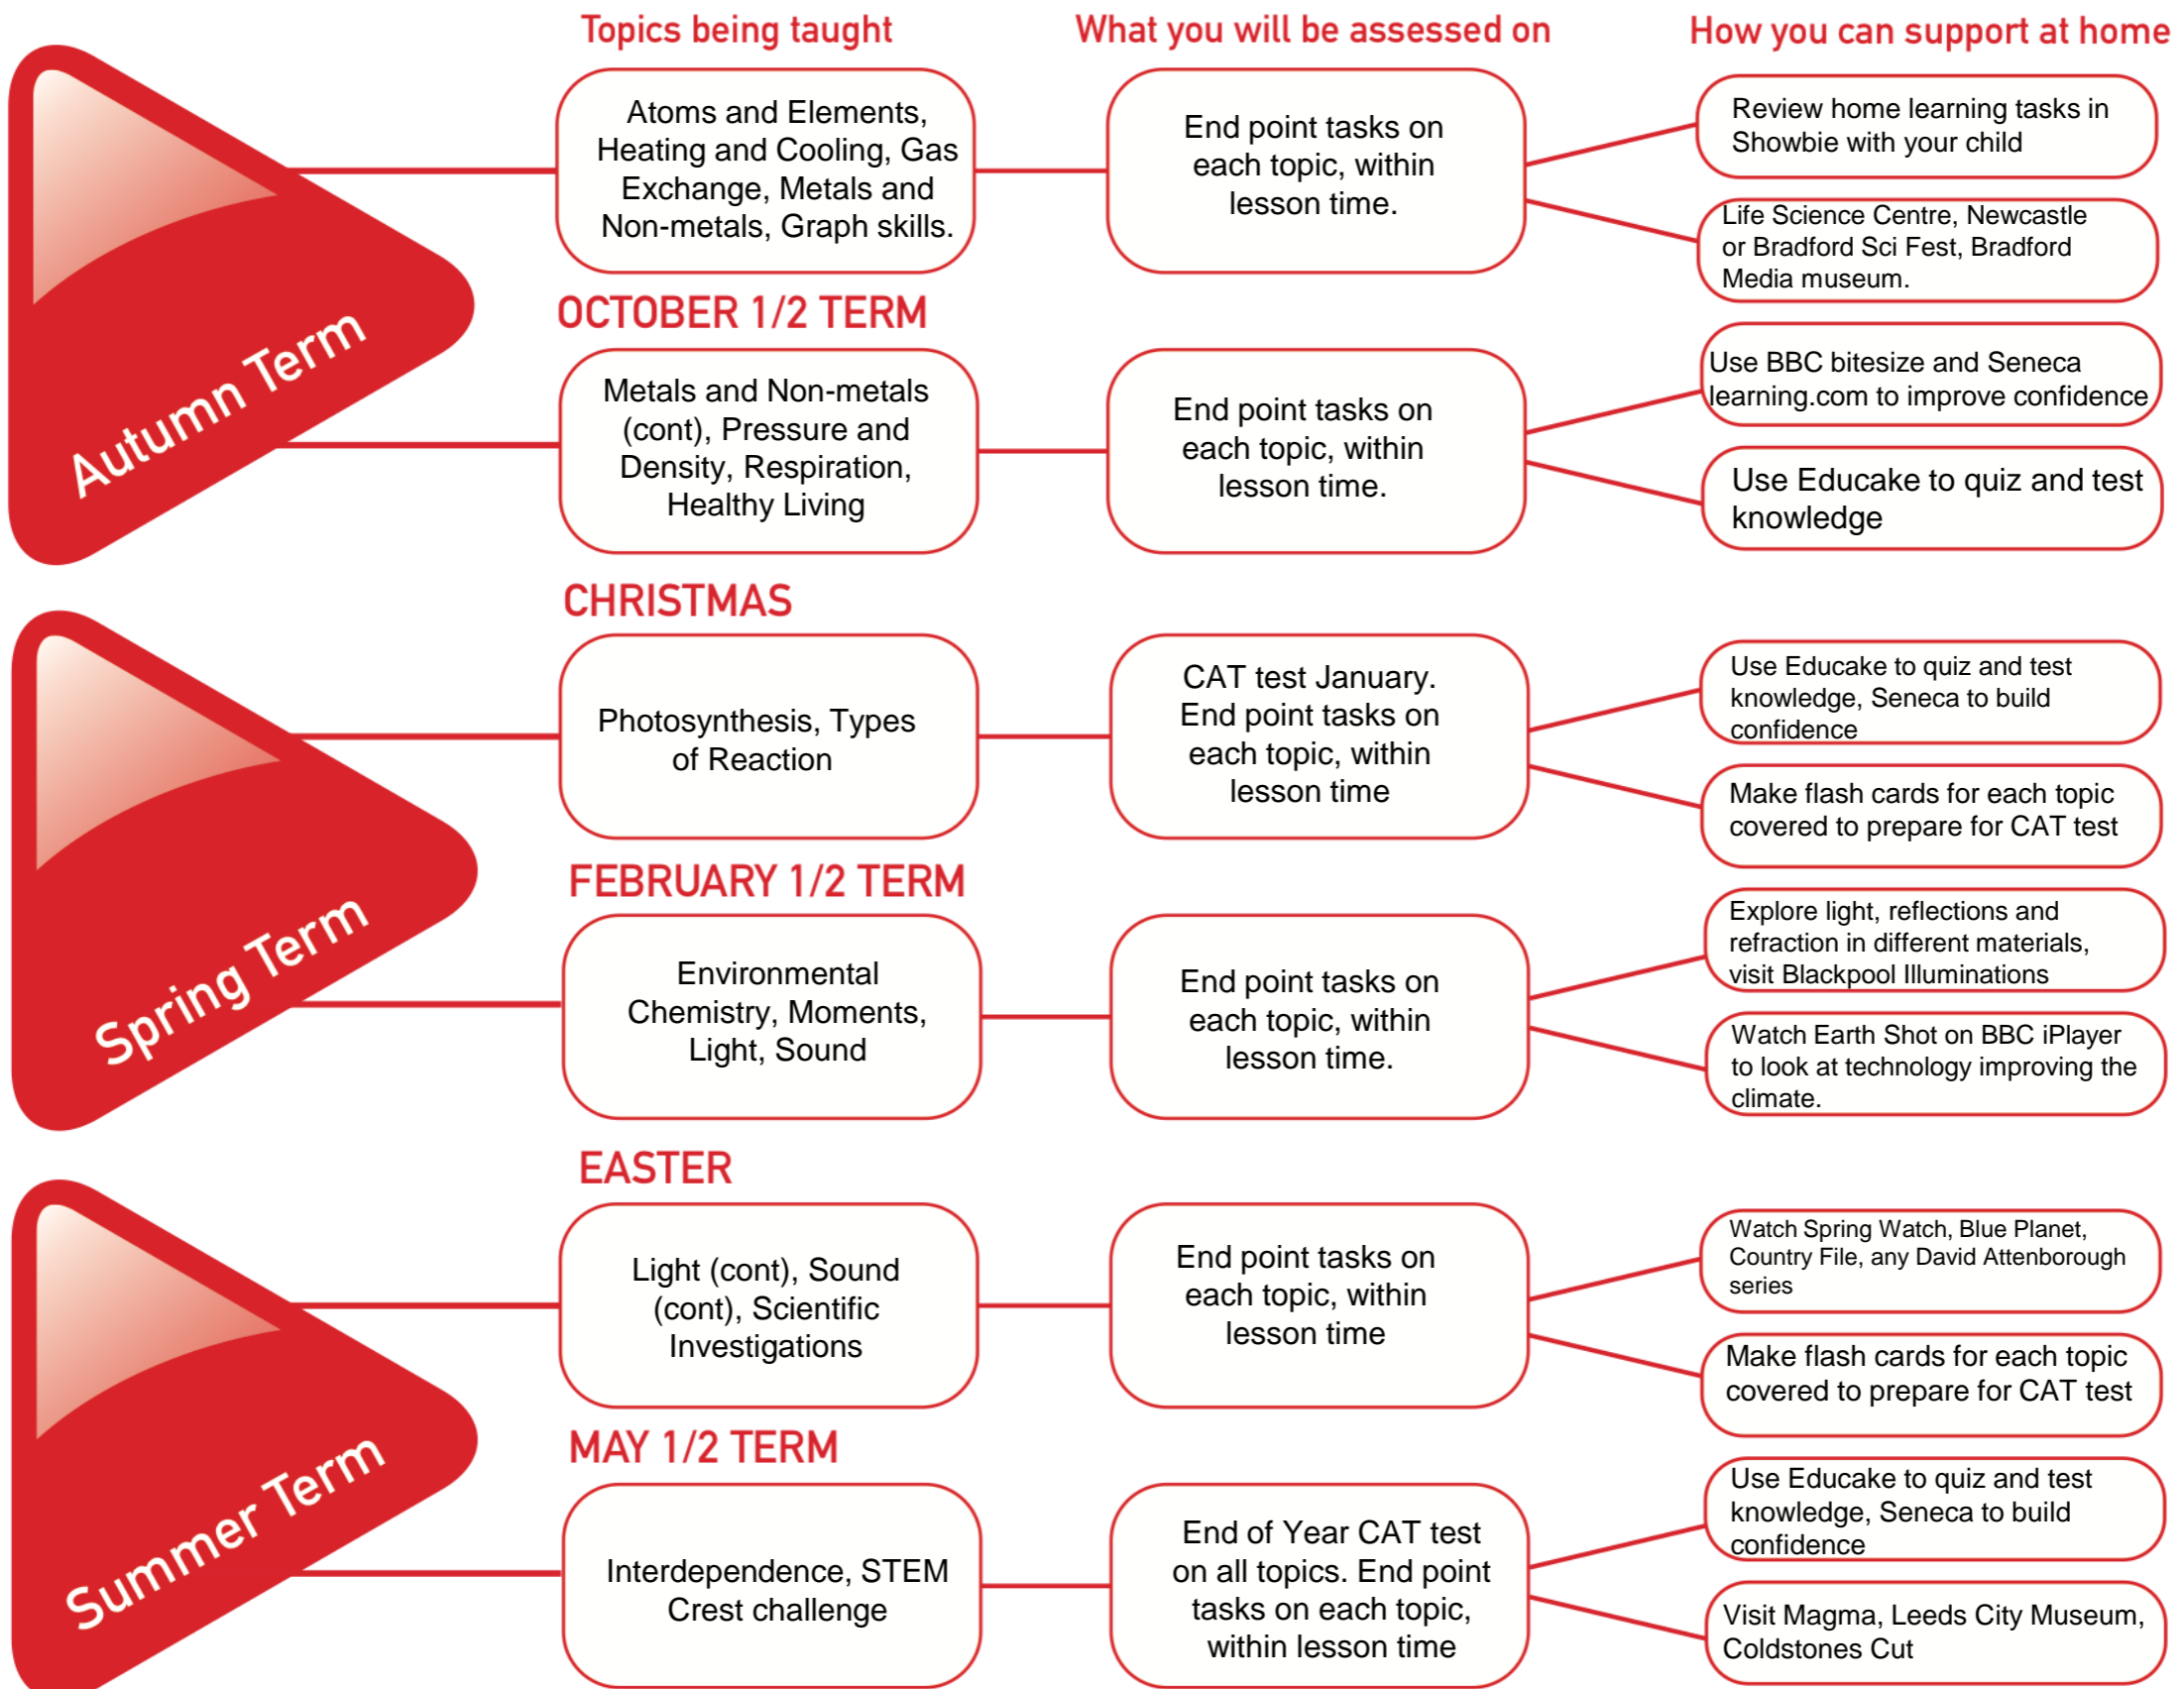 Topics being taught
What you will be assessed on
How you can support at home
Autumn Term
Atoms and Elements,
Heating and Cooling, Gas
Exchange, Metals and
Non-metals, Graph skills.
End point tasks on
each topic, within
lesson time.
Review home learning tasks in
Showbie with your child
Life Science Centre, Newcastle
or Bradford Sci Fest, Bradford
Media museum.
OCTOBER 1/2 TERM
Metals and Non-metals
(cont), Pressure and
Density, Respiration,
Healthy Living
End point tasks on
each topic, within
lesson time.
Use BBC bitesize and Seneca
learning.com to improve confidence
Use Educake to quiz and test
knowledge
CHRISTMAS
Spring Term
Photosynthesis, Types
of Reaction
CAT test January.
End point tasks on
each topic, within
lesson time
Use Educake to quiz and test
knowledge, Seneca to build
confidence
Make flash cards for each topic
covered to prepare for CAT test
FEBRUARY 1/2 TERM
Environmental
Chemistry, Moments,
Light, Sound
End point tasks on
each topic, within
lesson time.
Explore light, reflections and
refraction in different materials,
visit Blackpool Illuminations
Watch Earth Shot on BBC iPlayer
to look at technology improving the
climate.
EASTER
Summer Term
Light (cont), Sound
(cont), Scientific
Investigations
End point tasks on
each topic, within
lesson time
Watch Spring Watch, Blue Planet,
Country File, any David Attenborough
series
Make flash cards for each topic
covered to prepare for CAT test
MAY 1/2 TERM
Interdependence, STEM
Crest challenge
End of Year CAT test
on all topics. End point
tasks on each topic,
within lesson time
Use Educake to quiz and test
knowledge, Seneca to build
confidence
Visit Magma, Leeds City Museum,
Coldstones Cut